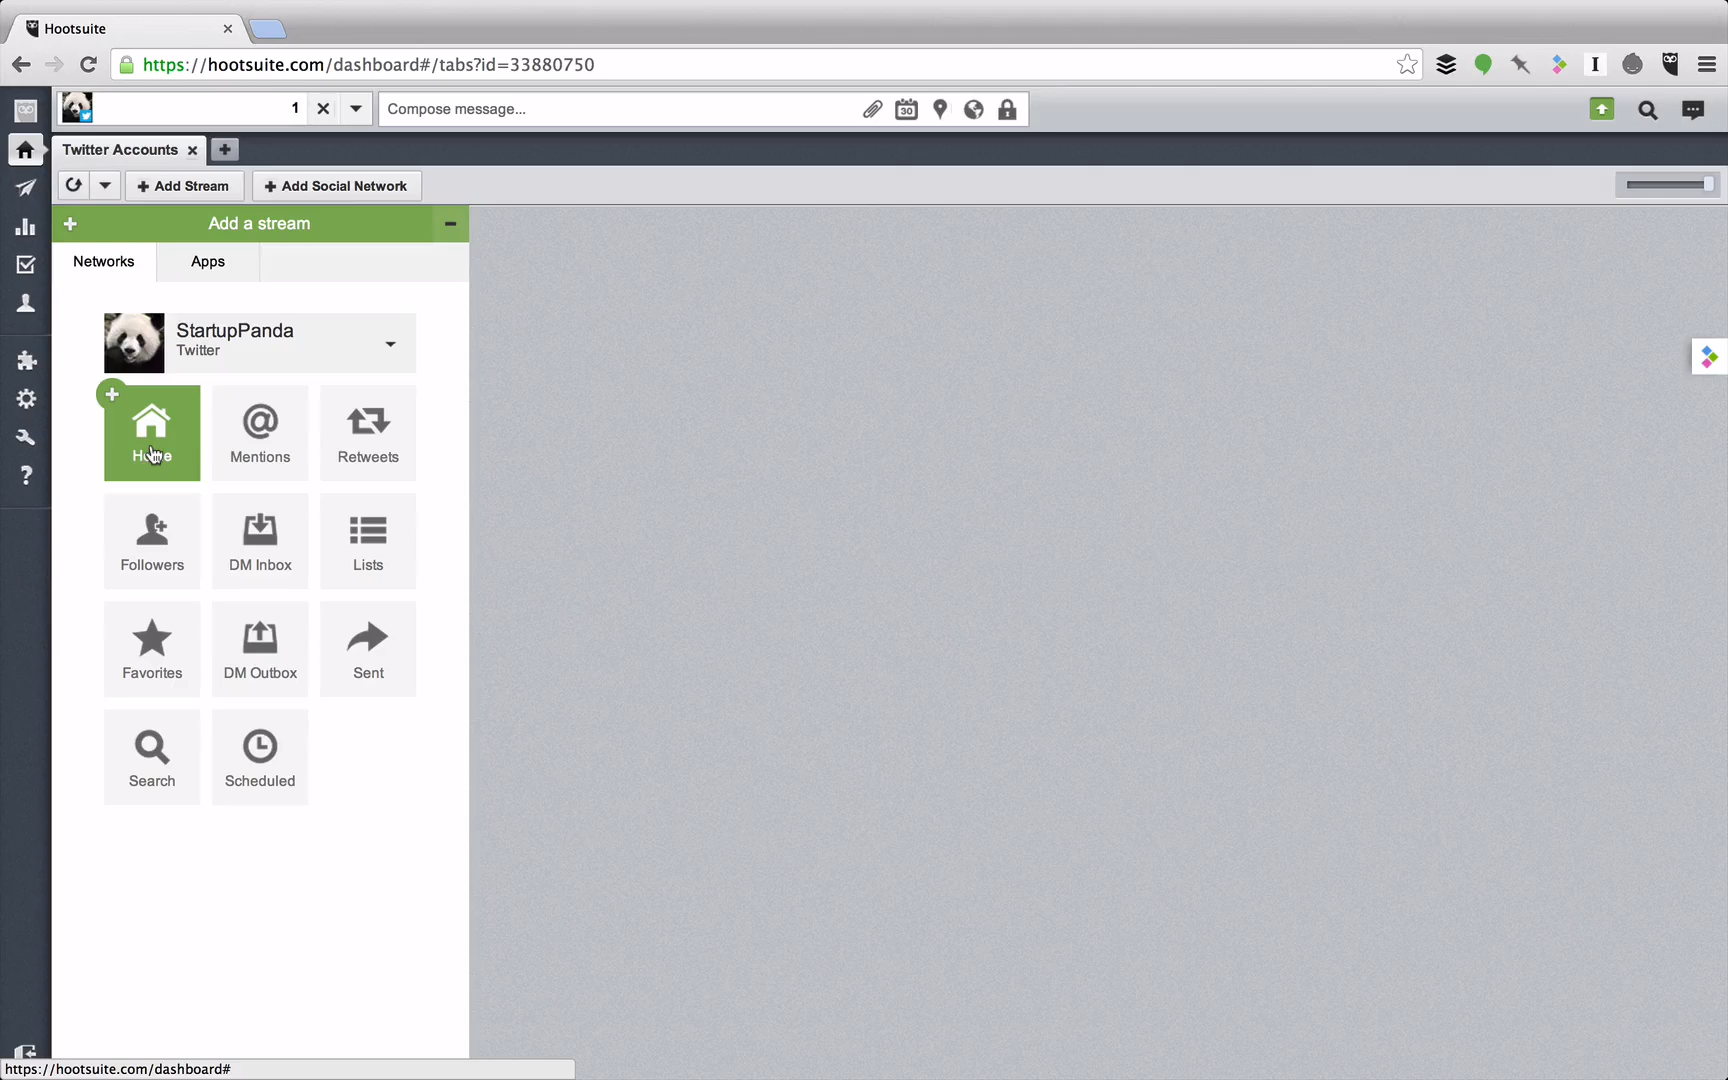 Hootsuite
https://hootsuite.com/dashboard#/tabs?id=33880750
1
Compose message...
30
Twitter Accounts
Add Stream
Add Social Network
Add a stream
Networks
Apps
StartupPanda
Twitter
Home
Mentions
Retweets
Followers
DM Inbox
Lists
Favorites
DM Outbox
Sent
Search
Scheduled
https://hootsuite.com/dashboard#